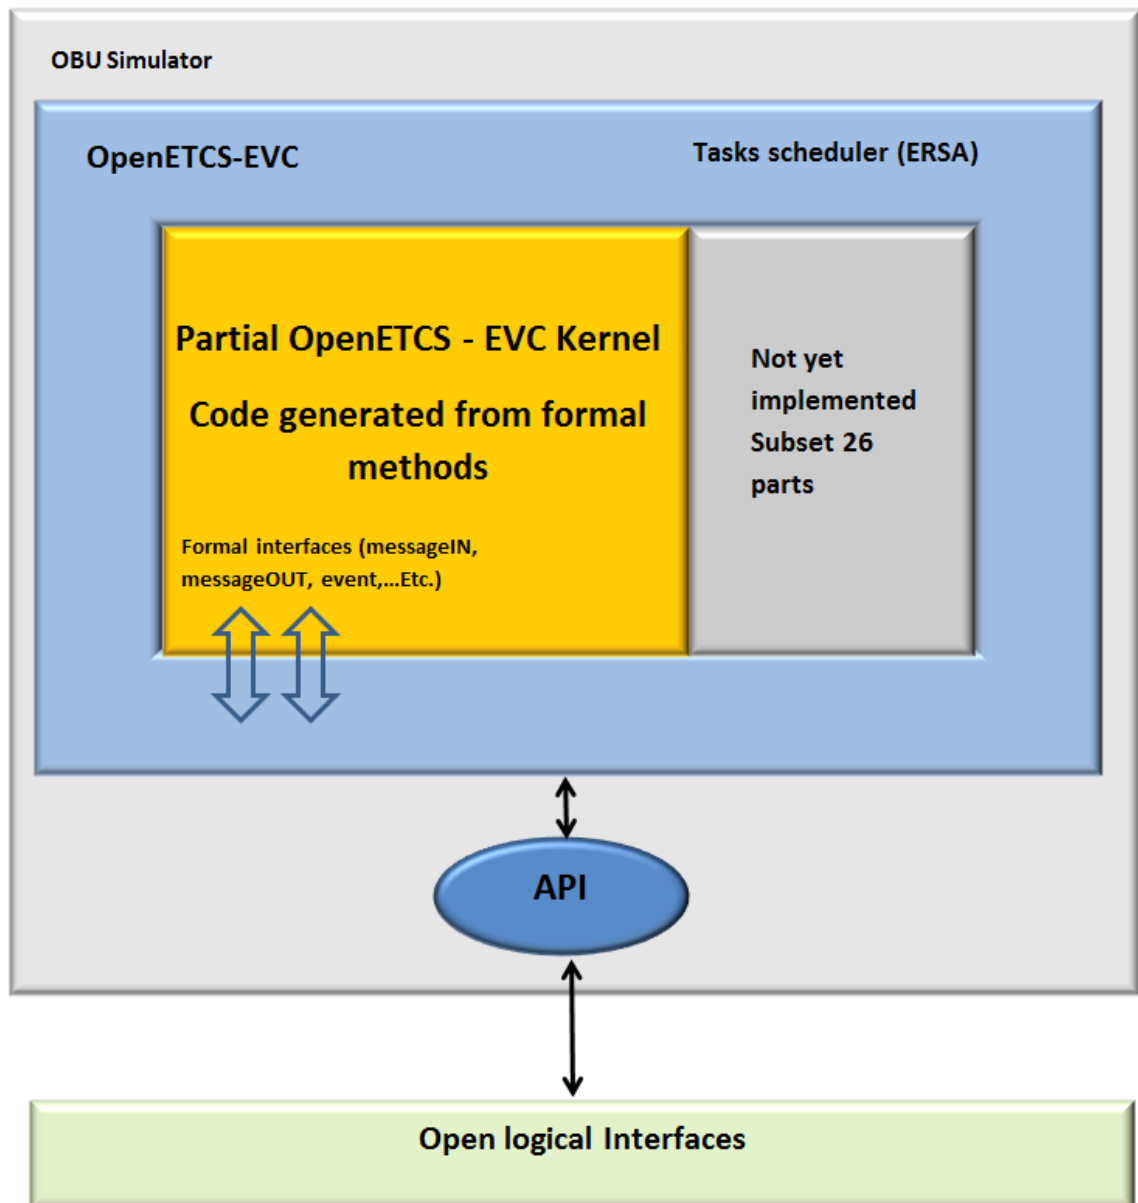 OBU Simulator
OpenETCS-EVC
Tasks scheduler (ERSA)
Partial OpenETCS - EVC Kernel
Code generated from formal
methods
Formal interfaces (messageIN,
messageOUT, event,...Etc.)
Not yet
implemented
Subset 26
parts
API
Open logical Interfaces